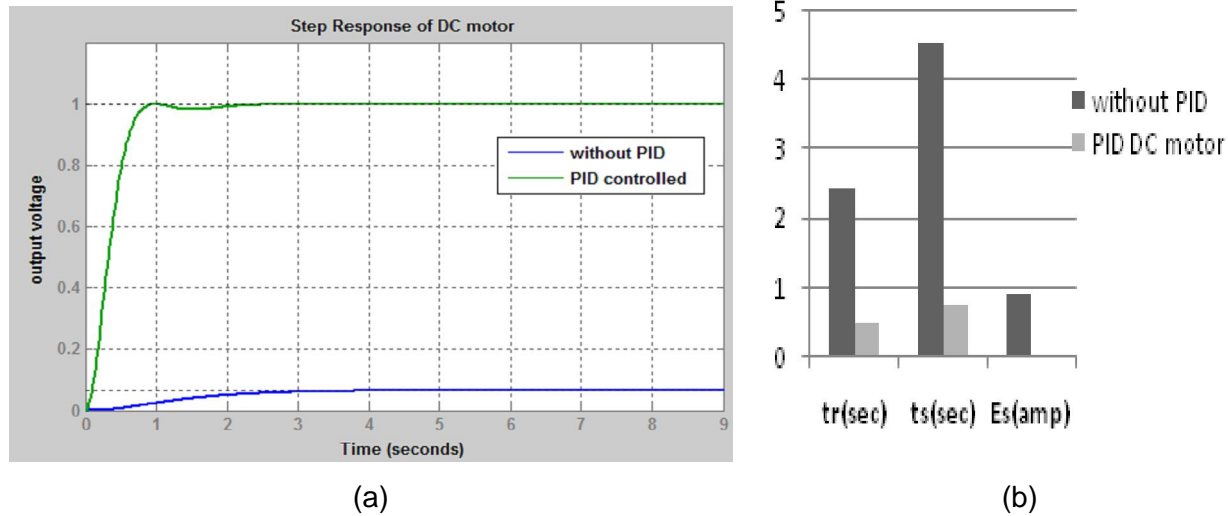 Step Response of DC motor
output voltage
1
0.8
0.6
0.4
0.2
0
0 1 2 3 4 5 6 7 8 9
Time (seconds)
without PID
PID controlled
(a)
5
4
3
2
1
0
tr(sec) ts(sec) Es(amp)
without PID
PID DC motor
(b)